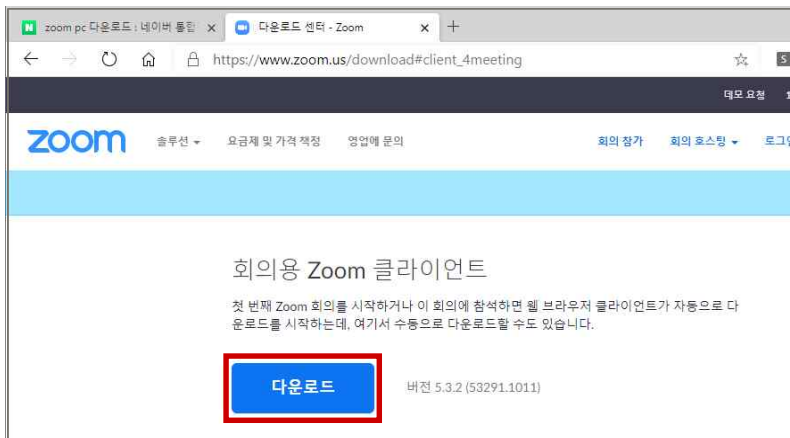 zoom pc 다운로드 : 네이버 통합
다운로드 센터 - Zoom
https://www.zoom.us/download#client_4meeting
S
데모 요청
zoom
솔루션
요금제 및 가격 책정
영업에 문의
회의 참가
회의 호스팅
회의용 Zoom 클라이언트
첫 번째 Zoom 회의를 시작하거나 이 회의에 참석하면 웹 브라우저 클라이언트가 자동으로 다
운로드를 시작하는데, 여기서 수동으로 다운로드할 수도 있습니다.
다운로드
버전 5.3.2 (53291.1011)